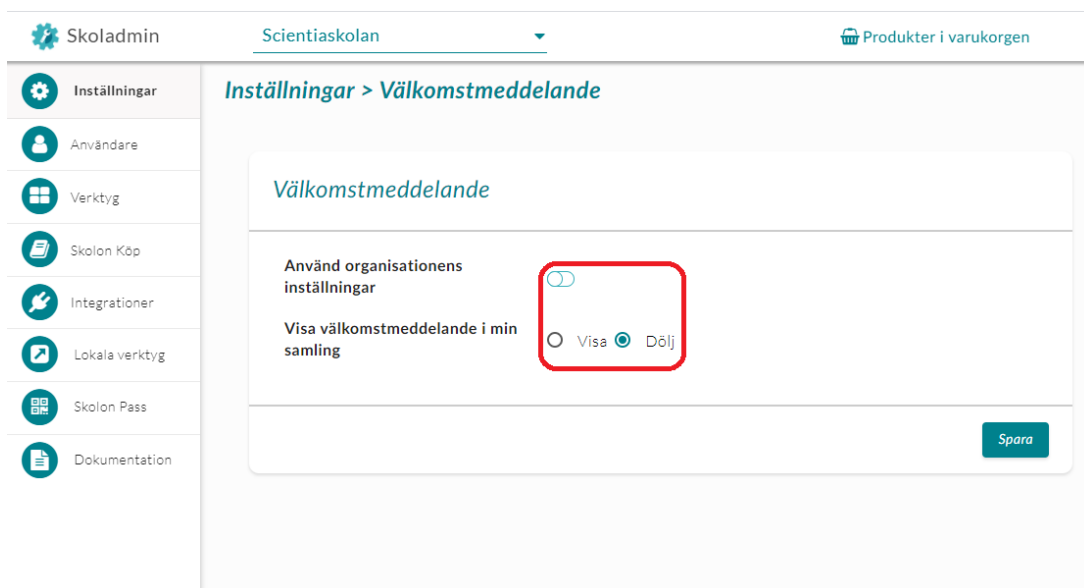 Skoladmin
Scientiaskolan
Produkter i varukorgen
Inställningar
Användare
Verktyg
Skolon Köp
Integrationer
Lokala verktyg
Skolon Pass
Dokumentation
Inställningar > Välkomstmeddelande
Välkomstmeddelande
Använd organisationens
inställningar
Visa välkomstmeddelande i min
samling
Visa
Dölj
Spara